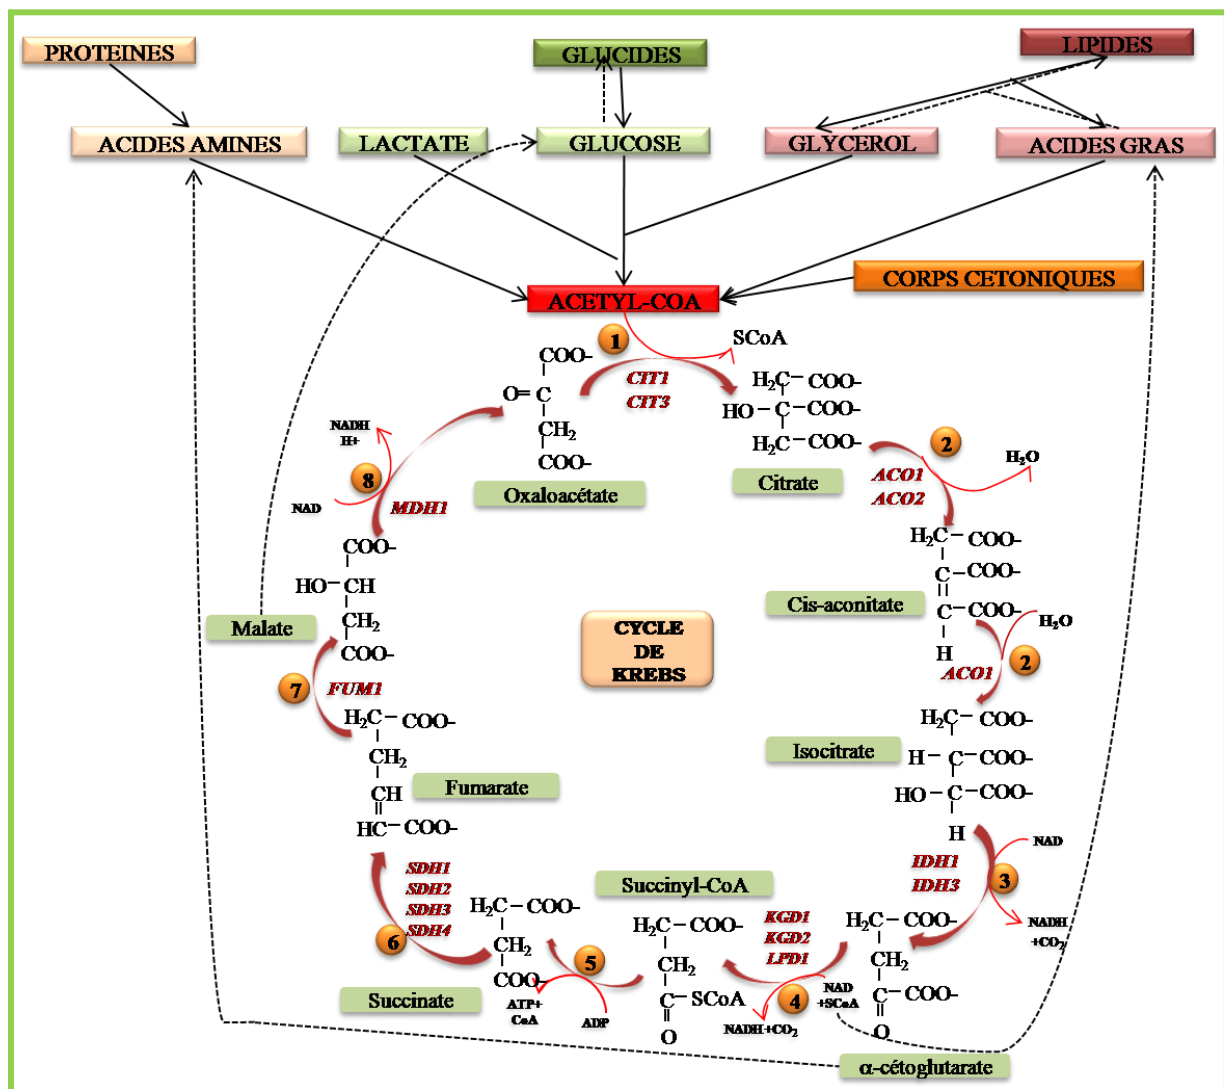 PROTEINES
GLUCIDES
LIPIDES
ACIDES AMINES
LACTATE
GLUCOSE
GLYCEROL
ACIDES GRAS
CORPS CETONIQUES
ACETYL-COA
1
SCoA
CIT1
CIT3
COO-
O=C
CH₂
COO-
Oxaloacétate
H₂C – COO-
HO – C – COO-
H₂C – COO-
Citrate
2
ACO1
ACO2
H₂O
H₂C – COO-
C – COO-
C – COO-
H
Cis-aconitate
H₂O
2
ACO1
H₂C – COO-
H – C – COO-
HO – C – COO-
H
Isocitrate
IDH1
IDH3
NAD
3
NADH
+CO₂
H₂C – COO-
CH₂
C – COO-
O
α-cétoglutarate
KGD1
KGD2
LPD1
4
NAD
+SCoA
NADH+CO₂
Succinyl-CoA
H₂C – COO-
CH₂
C – SCoA
O
5
ADP
ATP+
CoA
H₂C – COO-
CH₂
COO-
Succinate
SDH1
SDH2
SDH3
SDH4
6
H₂C – COO-
CH₂
CH
HC – COO-
Fumarate
7
FUM1
COO-
HO – CH
CH₂
COO-
Malate
8
MDH1
NAD
NADH
H+
CYCLE
DE
KREBS